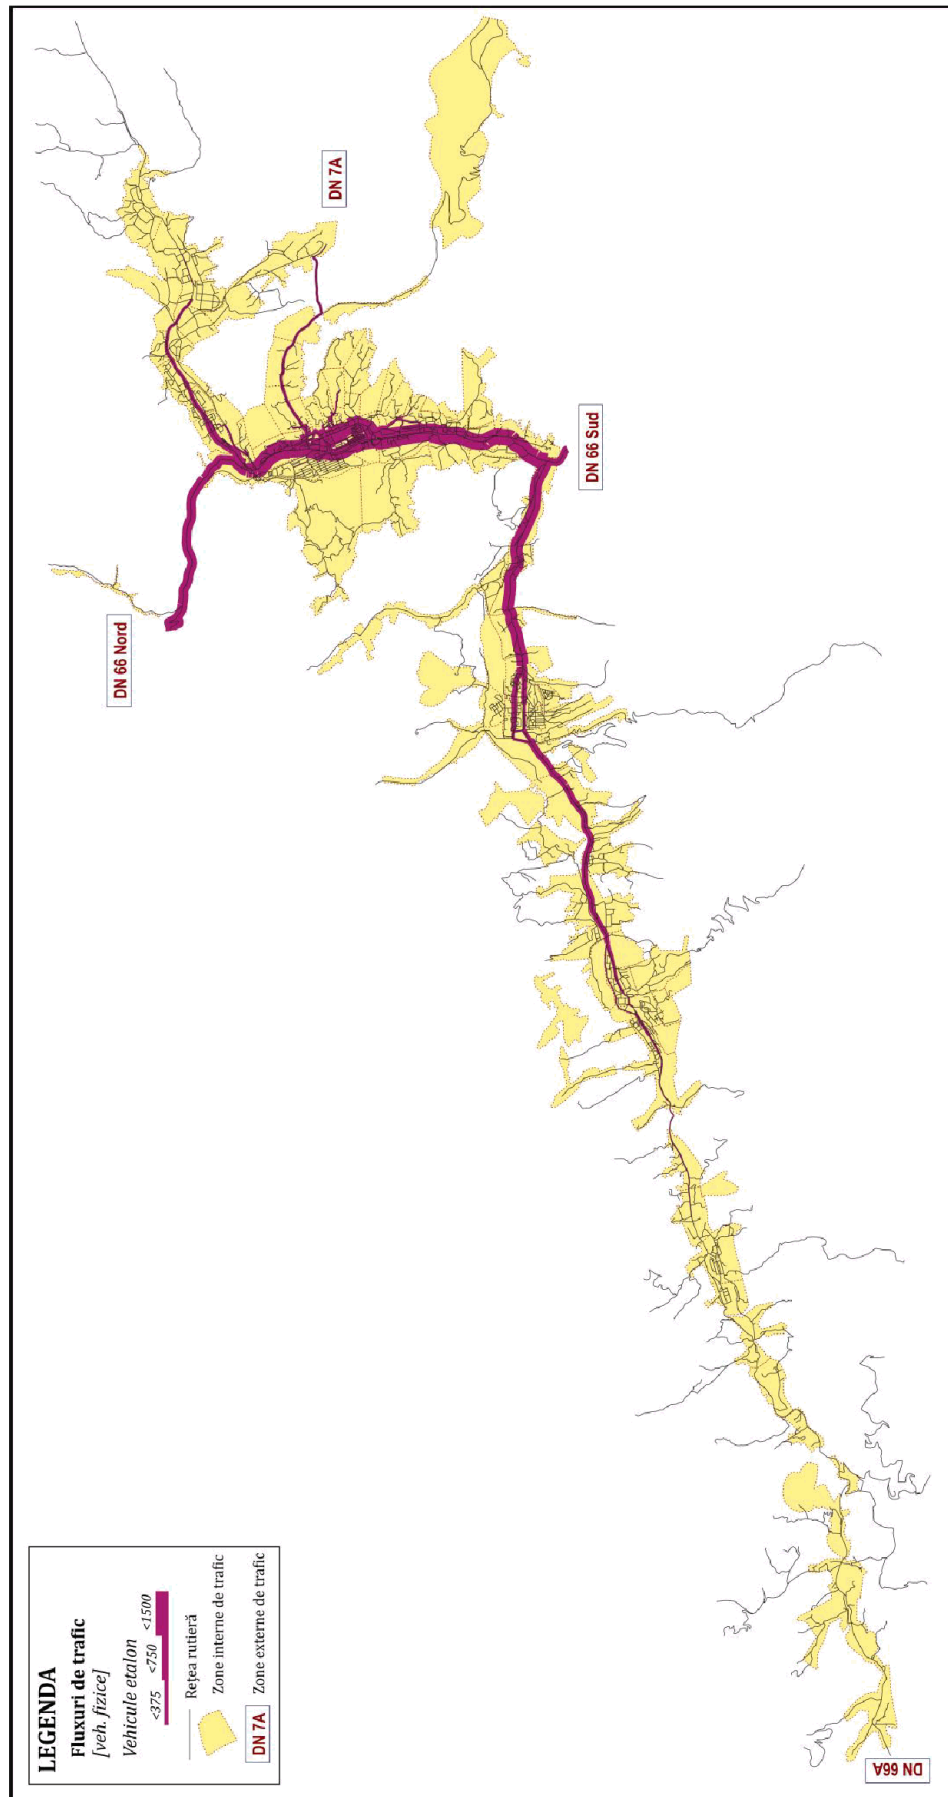 DN 7A
DN 66 Sud
DN 66 Nord
DN 66A
LEGENDA
Fluxuri de trafic
[veh. fizice]
Vehicule etalon
<375 <750 <1500
Rețea rutieră
Zone interne de trafic
DN 7A Zone externe de trafic